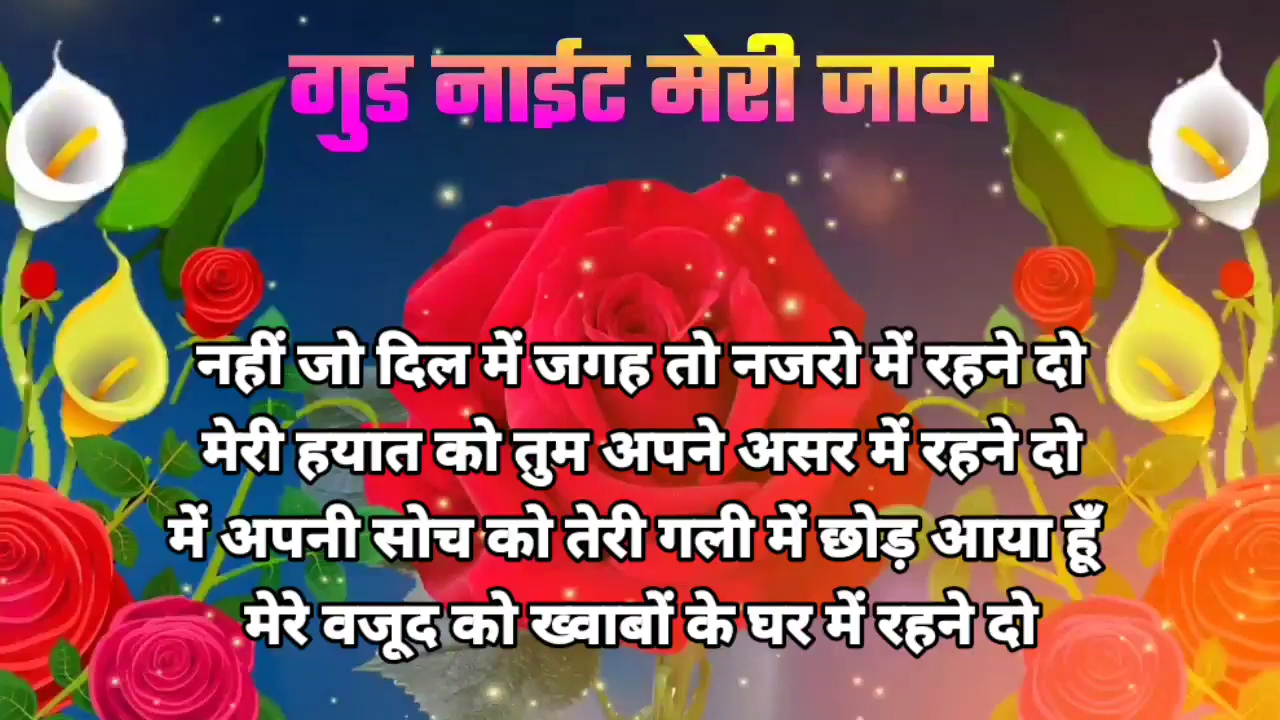 गुड नाईट मेरी जान
नहीं जो दिल में जगह तो नजरो में रहने दो
मेरी हयात को तुम अपने असर में रहने दो
में अपनी सोच को तेरी गली में छोड़ आया हूँ
मेरे वजूद को ख्वाबों के घर में रहने दो